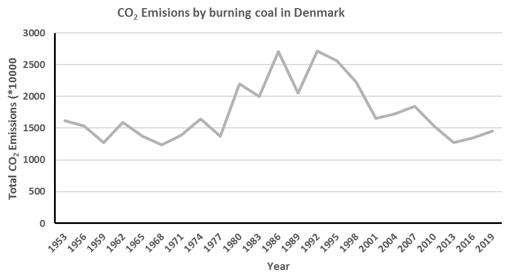 CO₂ Emisions by burning coal in Denmark
Total CO₂ Emissions (*10000
3000
2500
2000
1500
1000
500
0
1953 1956 1959 1962 1965 1968 1971 1974 1977 1980 1983 1986 1989 1992 1995 1998 2001 2004 2007 2010 2013 2016 2019
Year